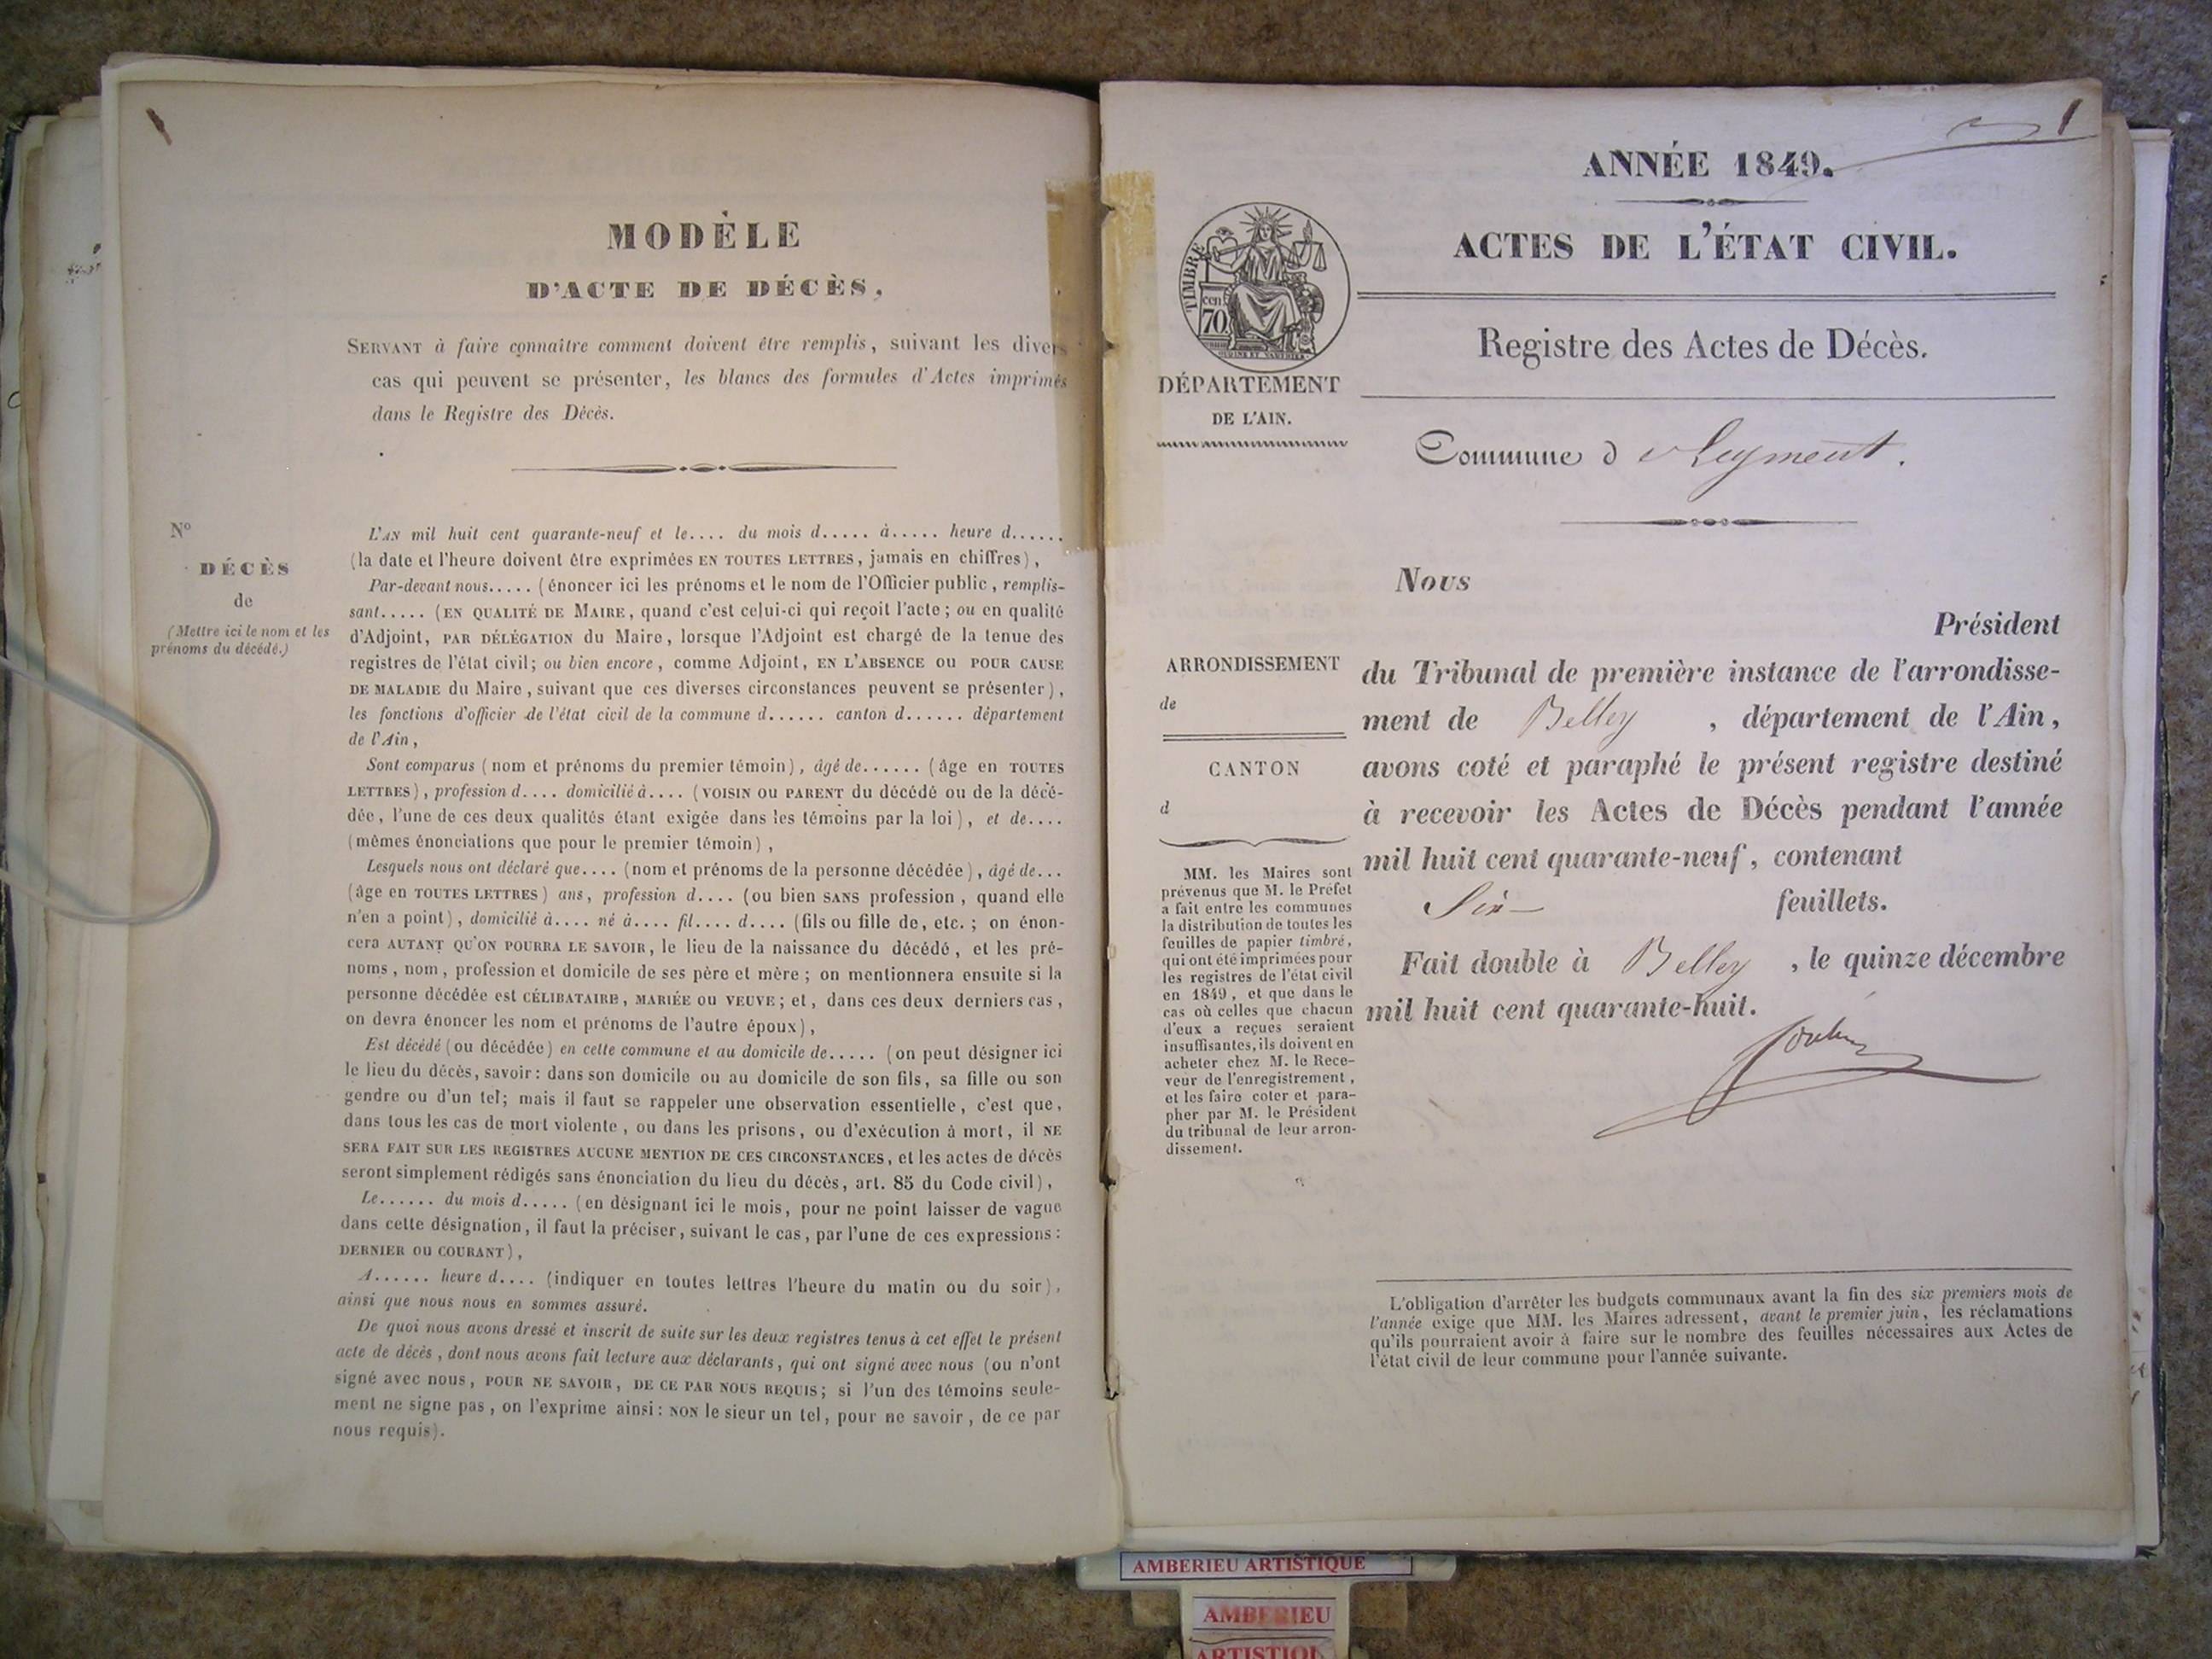 MODÈLE
D'ACTE DE DÉCÈS,
SERVANT à faire connaître comment doivent être remplis, suivant les divers
cas qui peuvent se présenter, les blancs des formules d'Actes imprimés
dans le Registre des Décès.
N°
DÉCÈS
de
(Mettre ici le nom et les
prénoms du décédé.)
L'AN mil huit cent quarante-neuf et le.... du mois d..... à..... heure d......
(la date et l'heure doivent être exprimées EN TOUTES LETTRES, jamais en chiffres),
Par-devant nous..... (énoncer ici les prénoms et le nom de l'Officier public, remplis-
sant..... (EN QUALITÉ DE MAIRE, quand c'est celui-ci qui reçoit l'acte; ou en qualité
d'Adjoint, PAR DÉLÉGATION du Maire, lorsque l'Adjoint est chargé de la tenue des
registres de l'état civil; ou bien encore, comme Adjoint, EN L'ABSENCE OU POUR CAUSE
DE MALADIE du Maire, suivant que ces diverses circonstances peuvent se présenter),
les fonctions d'officier de l'état civil de la commune d...... canton d...... département
de l'Ain,
Sont comparus (nom et prénoms du premier témoin), âgé de...... (âge en TOUTES
LETTRES), profession d.... domicilié à.... (VOISIN OU PARENT du décédé ou de la décé-
dée, l'une de ces deux qualités étant exigée dans les témoins par la loi), et de....
(mêmes énonciations que pour le premier témoin),
Lesquels nous ont déclaré que.... (nom et prénoms de la personne décédée), âgé de...
(âge en TOUTES LETTRES) ans, profession d.... (ou bien SANS profession, quand elle
n'en a point), domicilié à.... né à.... fil.... d.... (fils ou fille de, etc.; on énon-
cera AUTANT QU'ON POURRA LE SAVOIR, le lieu de la naissance du décédé, et les pré-
noms, nom, profession et domicile de ses père et mère; on mentionnera ensuite si la
personne décédée est CÉLIBATAIRE, MARIÉE OU VEUVE; et, dans ces deux derniers cas,
on devra énoncer les nom et prénoms de l'autre époux),
Est décédé (ou décédée) en cette commune et au domicile de..... (on peut désigner ici
le lieu du décès, savoir: dans son domicile ou au domicile de son fils, sa fille ou son
gendre ou d'un tel; mais il faut se rappeler une observation essentielle, c'est que,
dans tous les cas de mort violente, ou dans les prisons, ou d'exécution à mort, il NE
SERA FAIT SUR LES REGISTRES AUCUNE MENTION DE CES CIRCONSTANCES, et les actes de décès
seront simplement rédigés sans énonciation du lieu du décès, art. 85 du Code civil),
Le...... du mois d..... (en désignant ici le mois, pour ne point laisser de vague
dans cette désignation, il faut la préciser, suivant le cas, par l'une de ces expressions:
DERNIER OU COURANT),
A...... heure d.... (indiquer en toutes lettres l'heure du matin ou du soir),
ainsi que nous nous en sommes assuré.
De quoi nous avons dressé et inscrit de suite sur les deux registres tenus à cet effet le présent
acte de décès, dont nous avons fait lecture aux déclarants, qui ont signé avec nous (ou n'ont
signé avec nous, POUR NE SAVOIR, DE CE PAR NOUS REQUIS; si l'un des témoins seule-
ment ne signe pas, on l'exprime ainsi: NON le sieur un tel, pour ne savoir, de ce par
nous requis).
1
ANNÉE 1849.
ACTES DE L'ÉTAT CIVIL.
TIMBRE
cen
70
Registre des Actes de Décès.
DÉPARTEMENT
DE L'AIN.
Commune d e Leyment.
Nous
Président
ARRONDISSEMENT
de
CANTON
d
du Tribunal de première instance de l'arrondisse-
ment de Belley, département de l'Ain,
avons coté et paraphé le présent registre destiné
à recevoir les Actes de Décès pendant l'année
mil huit cent quarante-neuf, contenant
Six feuillets.
Fait double à Belley, le quinze décembre
mil huit cent quarante-huit.
MM. les Maires sont
prévenus que M. le Préfet
a fait entre les communes
la distribution de toutes les
feuilles de papier timbré,
qui ont été imprimées pour
les registres de l'état civil
en 1849, et que dans le
cas où celles que chacun
d'eux a reçues seraient
insuffisantes, ils doivent en
acheter chez M. le Rece-
veur de l'enregistrement,
et les faire coter et para-
pher par M. le Président
du tribunal de leur arron-
dissement.
L'obligation d'arrêter les budgets communaux avant la fin des six premiers mois de
l'année exige que MM. les Maires adressent, avant le premier juin, les réclamations
qu'ils pourraient avoir à faire sur le nombre des feuilles nécessaires aux Actes de
l'état civil de leur commune pour l'année suivante.
AMBERIEU ARTISTIQUE
AMBERIEU